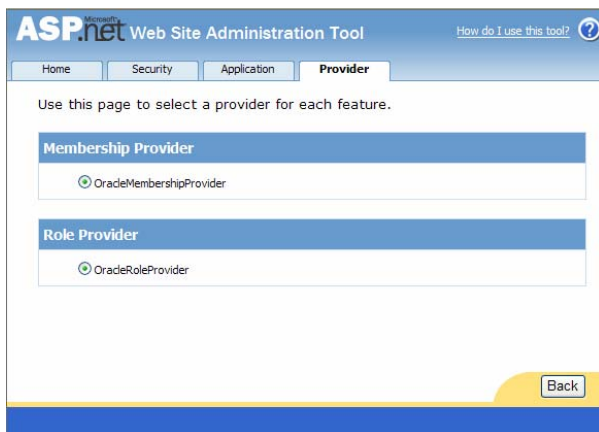 Microsoft
ASP.net Web Site Administration Tool
How do I use this tool? ?
Home Security Application Provider
Use this page to select a provider for each feature.
Membership Provider
OracleMembershipProvider
Role Provider
OracleRoleProvider
Back